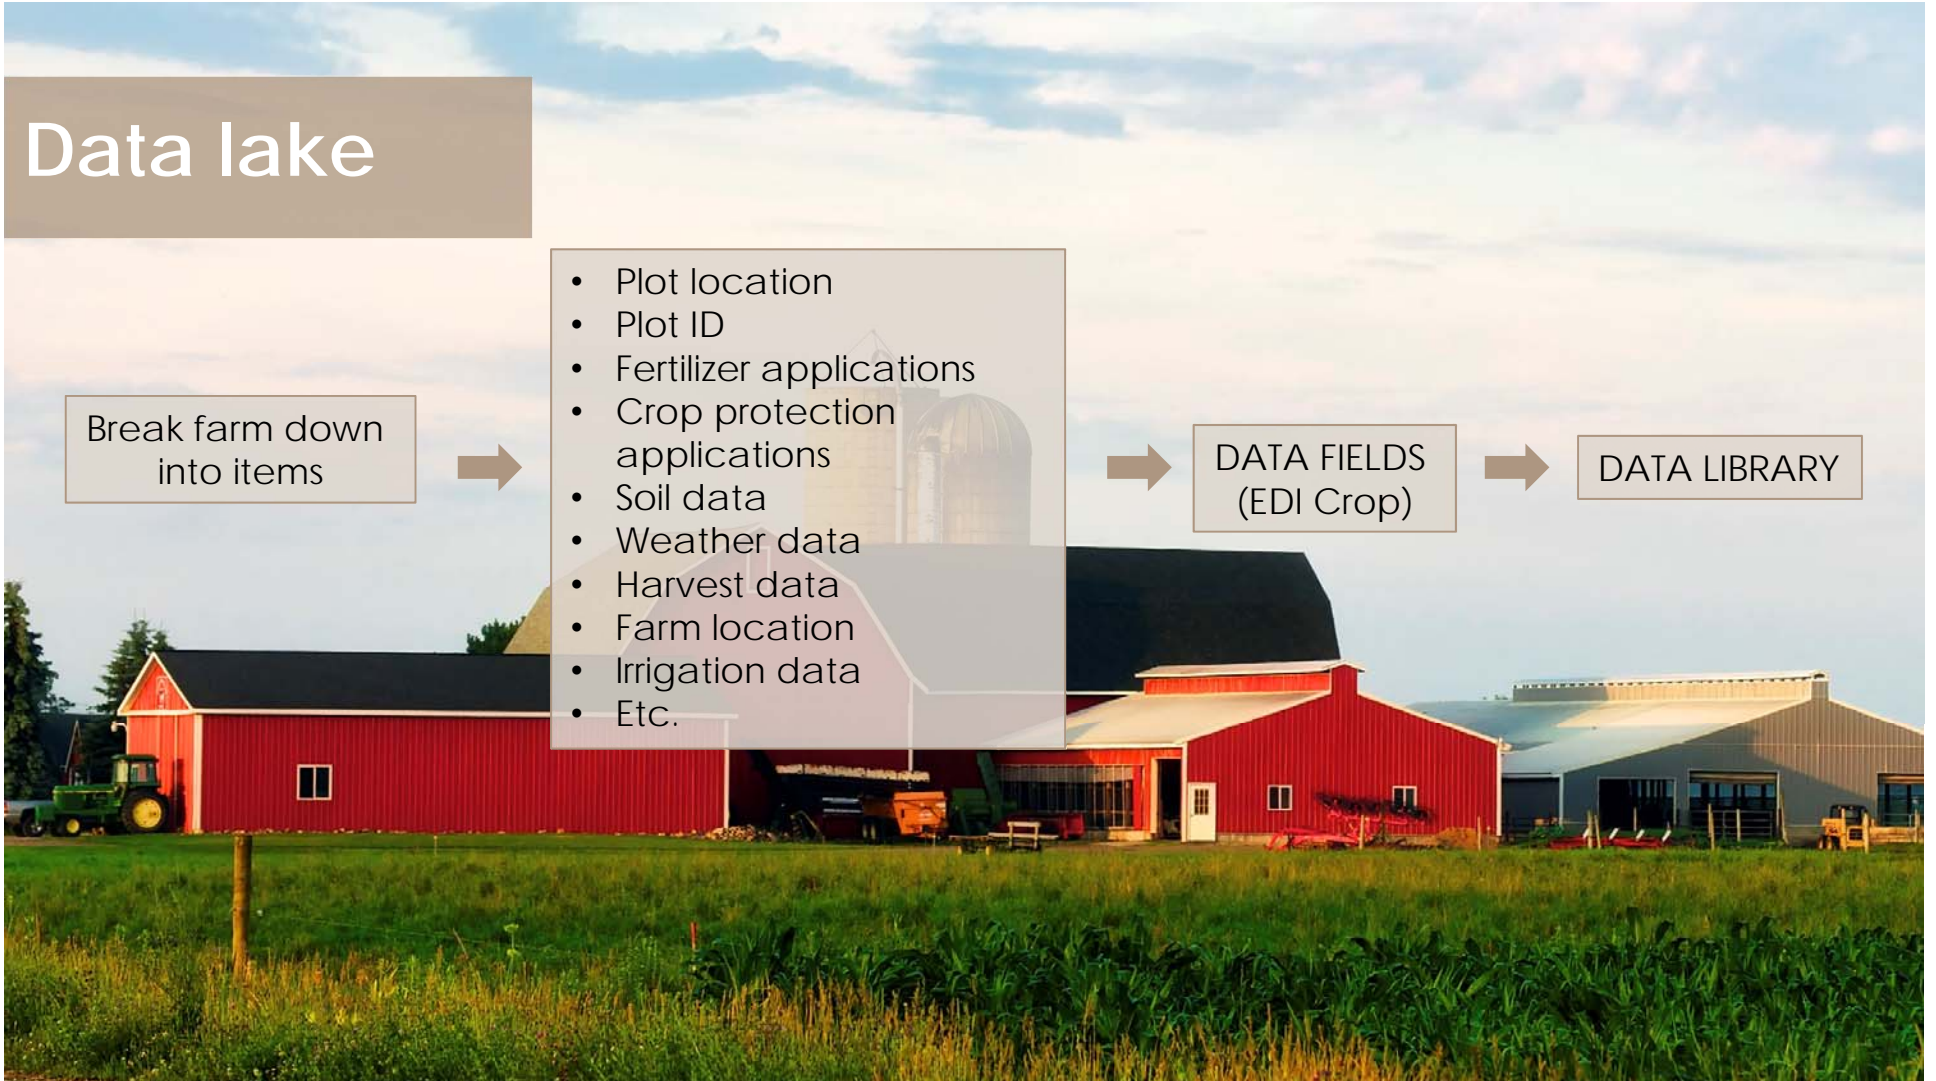 Data lake
Break farm down
into items
• Plot location
• Plot ID
• Fertilizer applications
• Crop protection
applications
• Soil data
• Weather data
• Harvest data
• Farm location
• Irrigation data
• Etc.
DATA FIELDS
(EDI Crop)
DATA LIBRARY